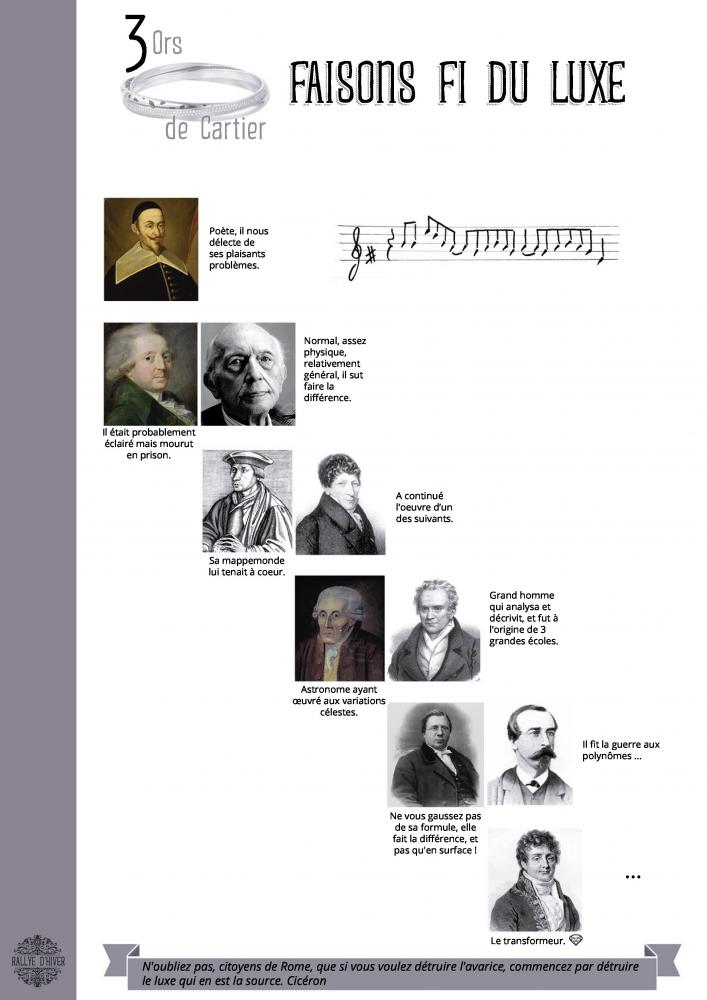 3 Ors
de Cartier
FAISONS FI DU LUXE
Poète, il nous
délecte de
ses plaisants
problèmes.
Normal, assez
physique,
relativement
général, il sut
faire la
différence.
Il était probablement
éclairé mais mourut
en prison.
A continué
l'oeuvre d'un
des suivants.
Sa mappemonde
lui tenait à coeur.
Grand homme
qui analysa et
décrivit, et fut à
l'origine de 3
grandes écoles.
Astronome ayant
œuvré aux variations
célestes.
Il fit la guerre aux
polynômes ...
Ne vous gaussez pas
de sa formule, elle
fait la différence, et
pas qu'en surface !
...
Le transformeur.
RALLYE D'HIVER
N'oubliez pas, citoyens de Rome, que si vous voulez détruire l'avarice, commencez par détruire
le luxe qui en est la source. Cicéron